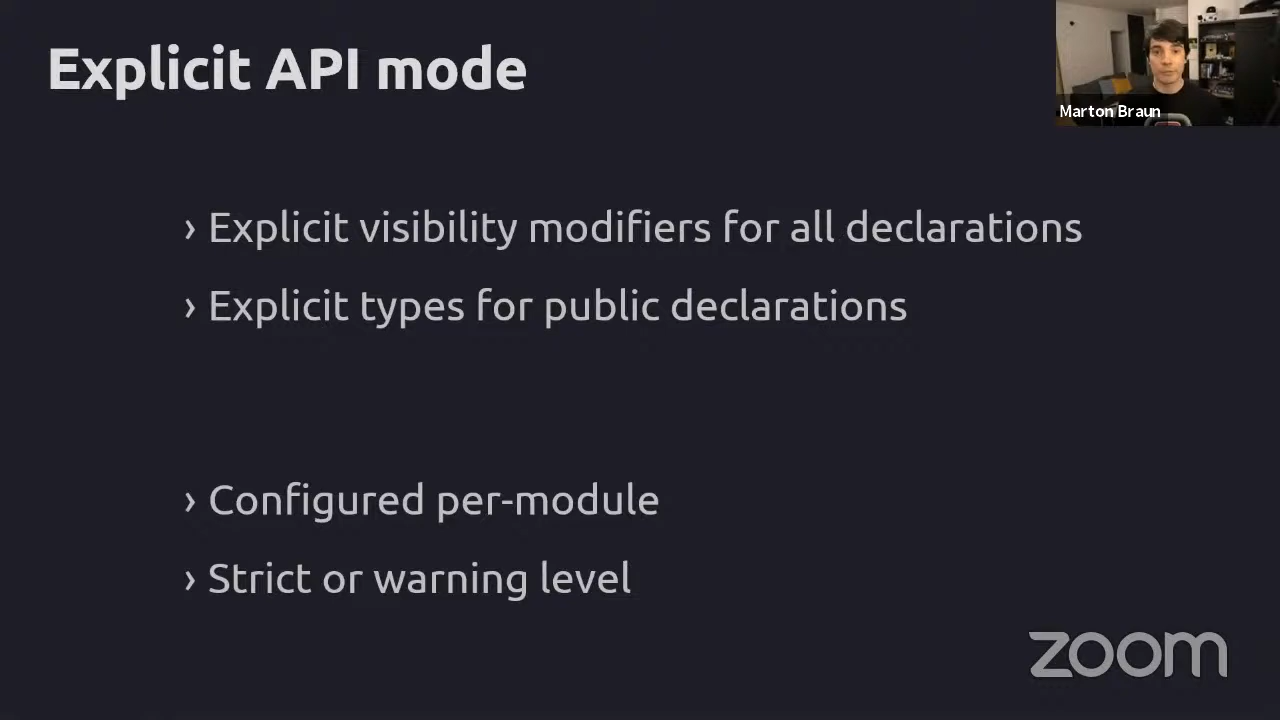 Explicit API mode
Marton Braun
› Explicit visibility modifiers for all declarations
› Explicit types for public declarations
› Configured per-module
› Strict or warning level
zoom